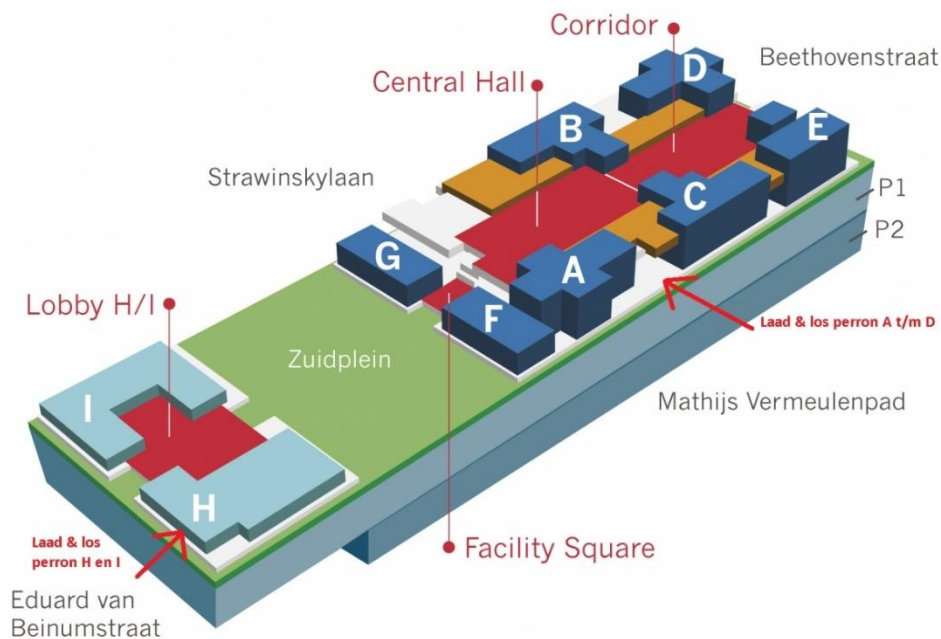 Corridor
Beethovenstraat
D
Central Hall
B
E
Strawinskylaan
C
P1
P2
G
A
Lobby H/I
F
Laad & los perron A t/m D
Zuidplein
I
Mathijs Vermeulenpad
H
Laad & los
perron H en I
Facility Square
Eduard van
Beinumstraat